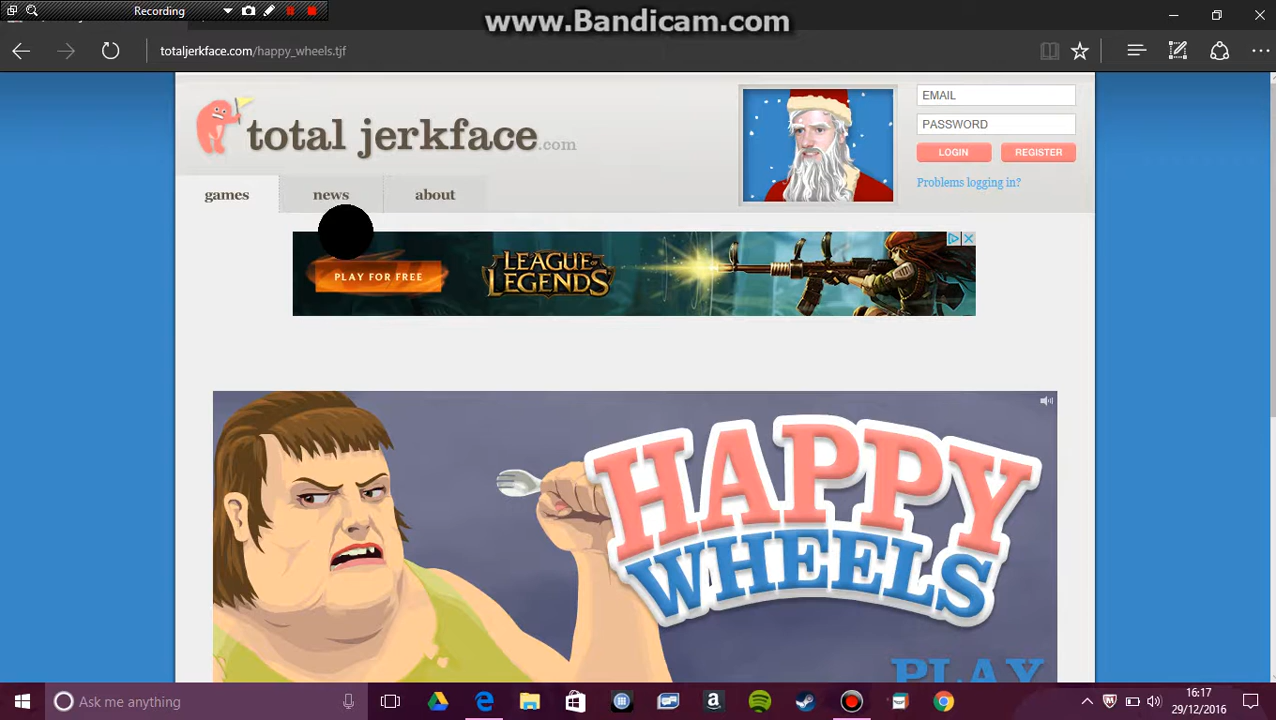 Recording
www.Bandicam.com
totaljerkface.com/happy_wheels.tjf
total jerkface.com
EMAIL
PASSWORD
LOGIN REGISTER
Problems logging in?
games news about
PLAY FOR FREE
LEAGUE OF LEGENDS
HAPPY
WHEELS
PLAY
Ask me anything
16:17
29/12/2016